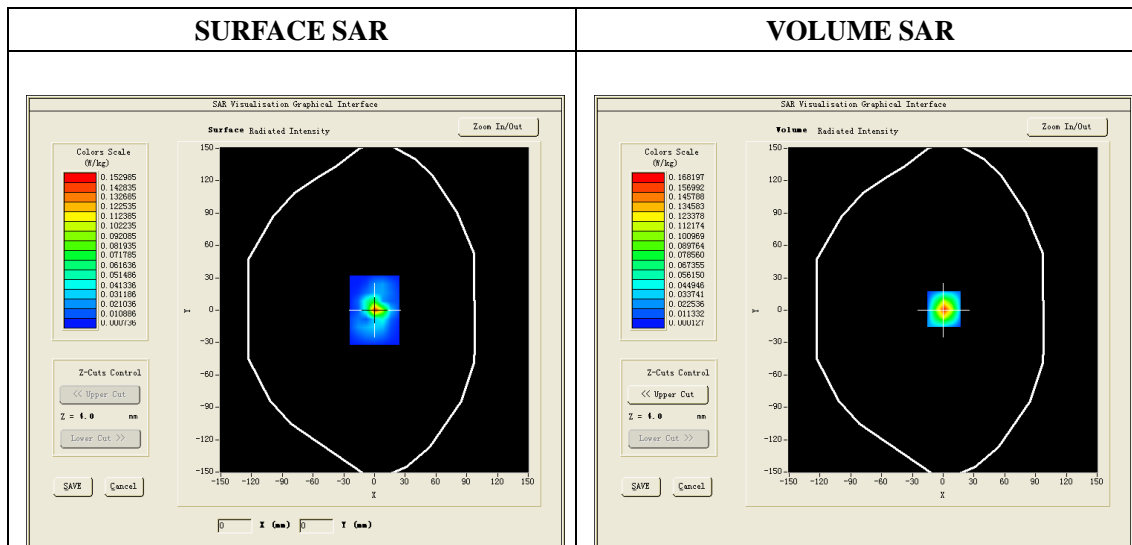 SURFACE SAR
SAR Visualisation Graphical Interface
Surface Radiated Intensity
Zoom In/Out
Colors Scale
(W/kg)
0.152985
0.142835
0.132685
0.122535
0.112385
0.102235
0.092085
0.081935
0.071785
0.061636
0.051486
0.041336
0.031186
0.021036
0.010886
0.000736
150
120
90
60
30
0
-30
-60
-90
-120
-150
Y
-150 -120 -90 -60 -30 0 30 60 90 120 150
X
Z-Cuts Control
<< Upper Cut
Z = 4.0 mm
Lower Cut >>
SAVE Cancel
0 X (mm) 0 Y (mm)
VOLUME SAR
SAR Visualisation Graphical Interface
Volume Radiated Intensity
Zoom In/Out
Colors Scale
(W/kg)
0.168197
0.156992
0.145788
0.134583
0.123378
0.112174
0.100969
0.089764
0.078560
0.067355
0.056150
0.044946
0.033741
0.022536
0.011332
0.000127
150
120
90
60
30
0
-30
-60
-90
-120
-150
Y
-150 -120 -90 -60 -30 0 30 60 90 120 150
X
Z-Cuts Control
<< Upper Cut
Z = 4.0 mm
Lower Cut >>
SAVE Cancel